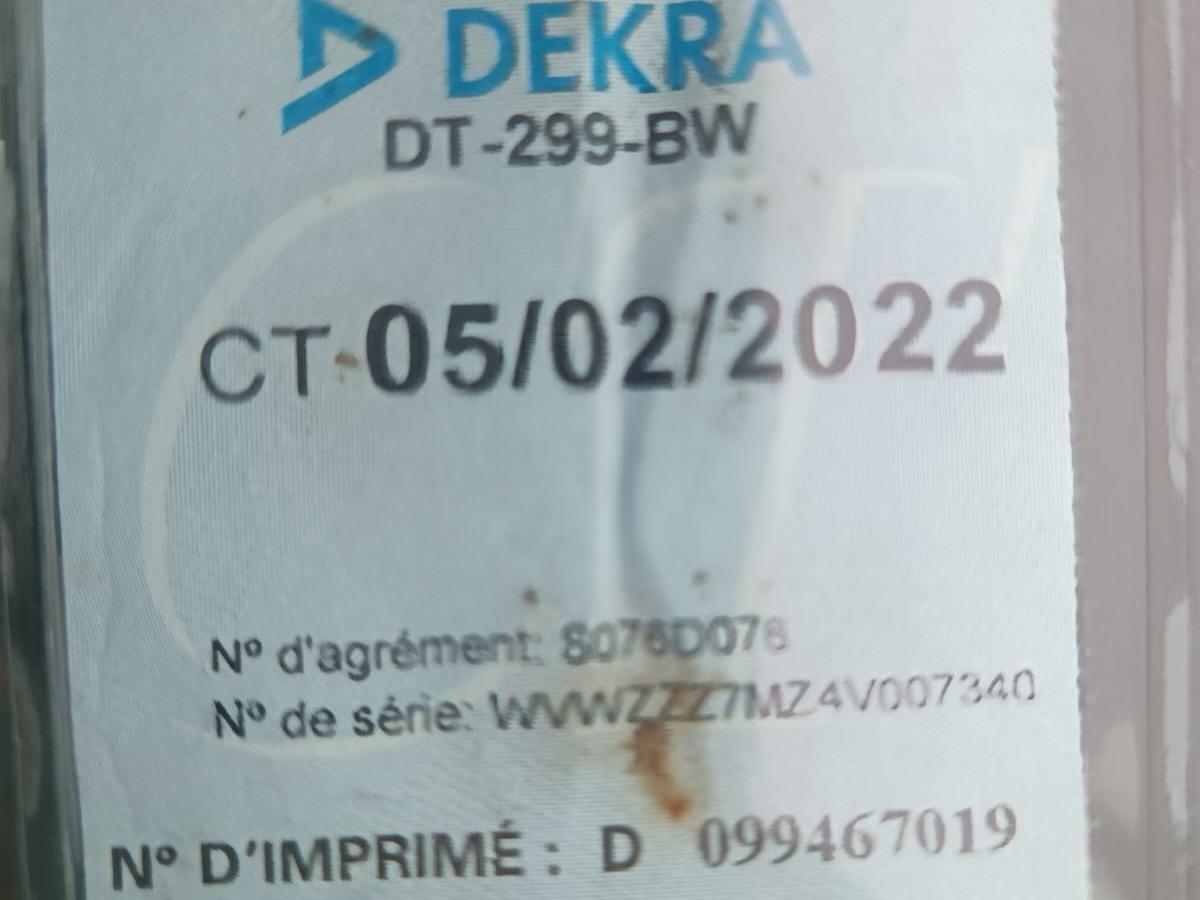 DEKRA
DT-299-BW
CT 05/02/2022
N° d'agrément: S076D076
N° de série: WVWZZZ7MZ4V007340
N° D'IMPRIMÉ : D 099467019